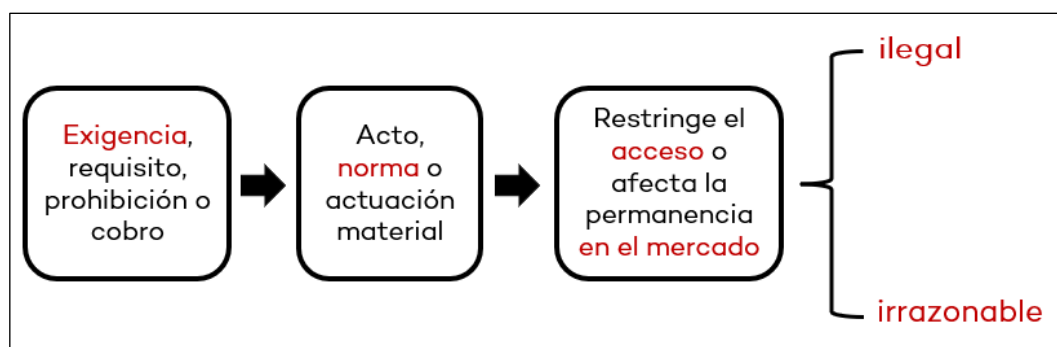 Exigencia,
requisito,
prohibición o
cobro
Acto,
norma o
actuación
material
Restringe el
acceso o
afecta la
permanencia
en el mercado
ilegal
irrazonable